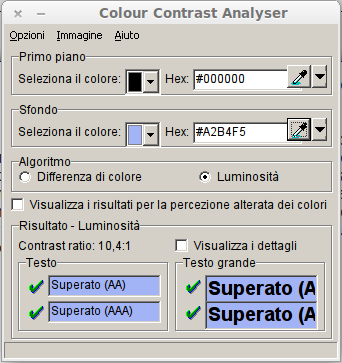 Colour Contrast Analyser
Opzioni Immagine Aiuto
Primo piano
Seleziona il colore: Hex: #000000
Sfondo
Seleziona il colore: Hex: #A2B4F5
Algoritmo
Differenza di colore Luminosità
Visualizza i risultati per la percezione alterata dei colori
Risultato - Luminosità
Contrast ratio: 10,4:1 Visualizza i dettagli
Testo Testo grande
Superato (AA) Superato (A
Superato (AAA) Superato (A